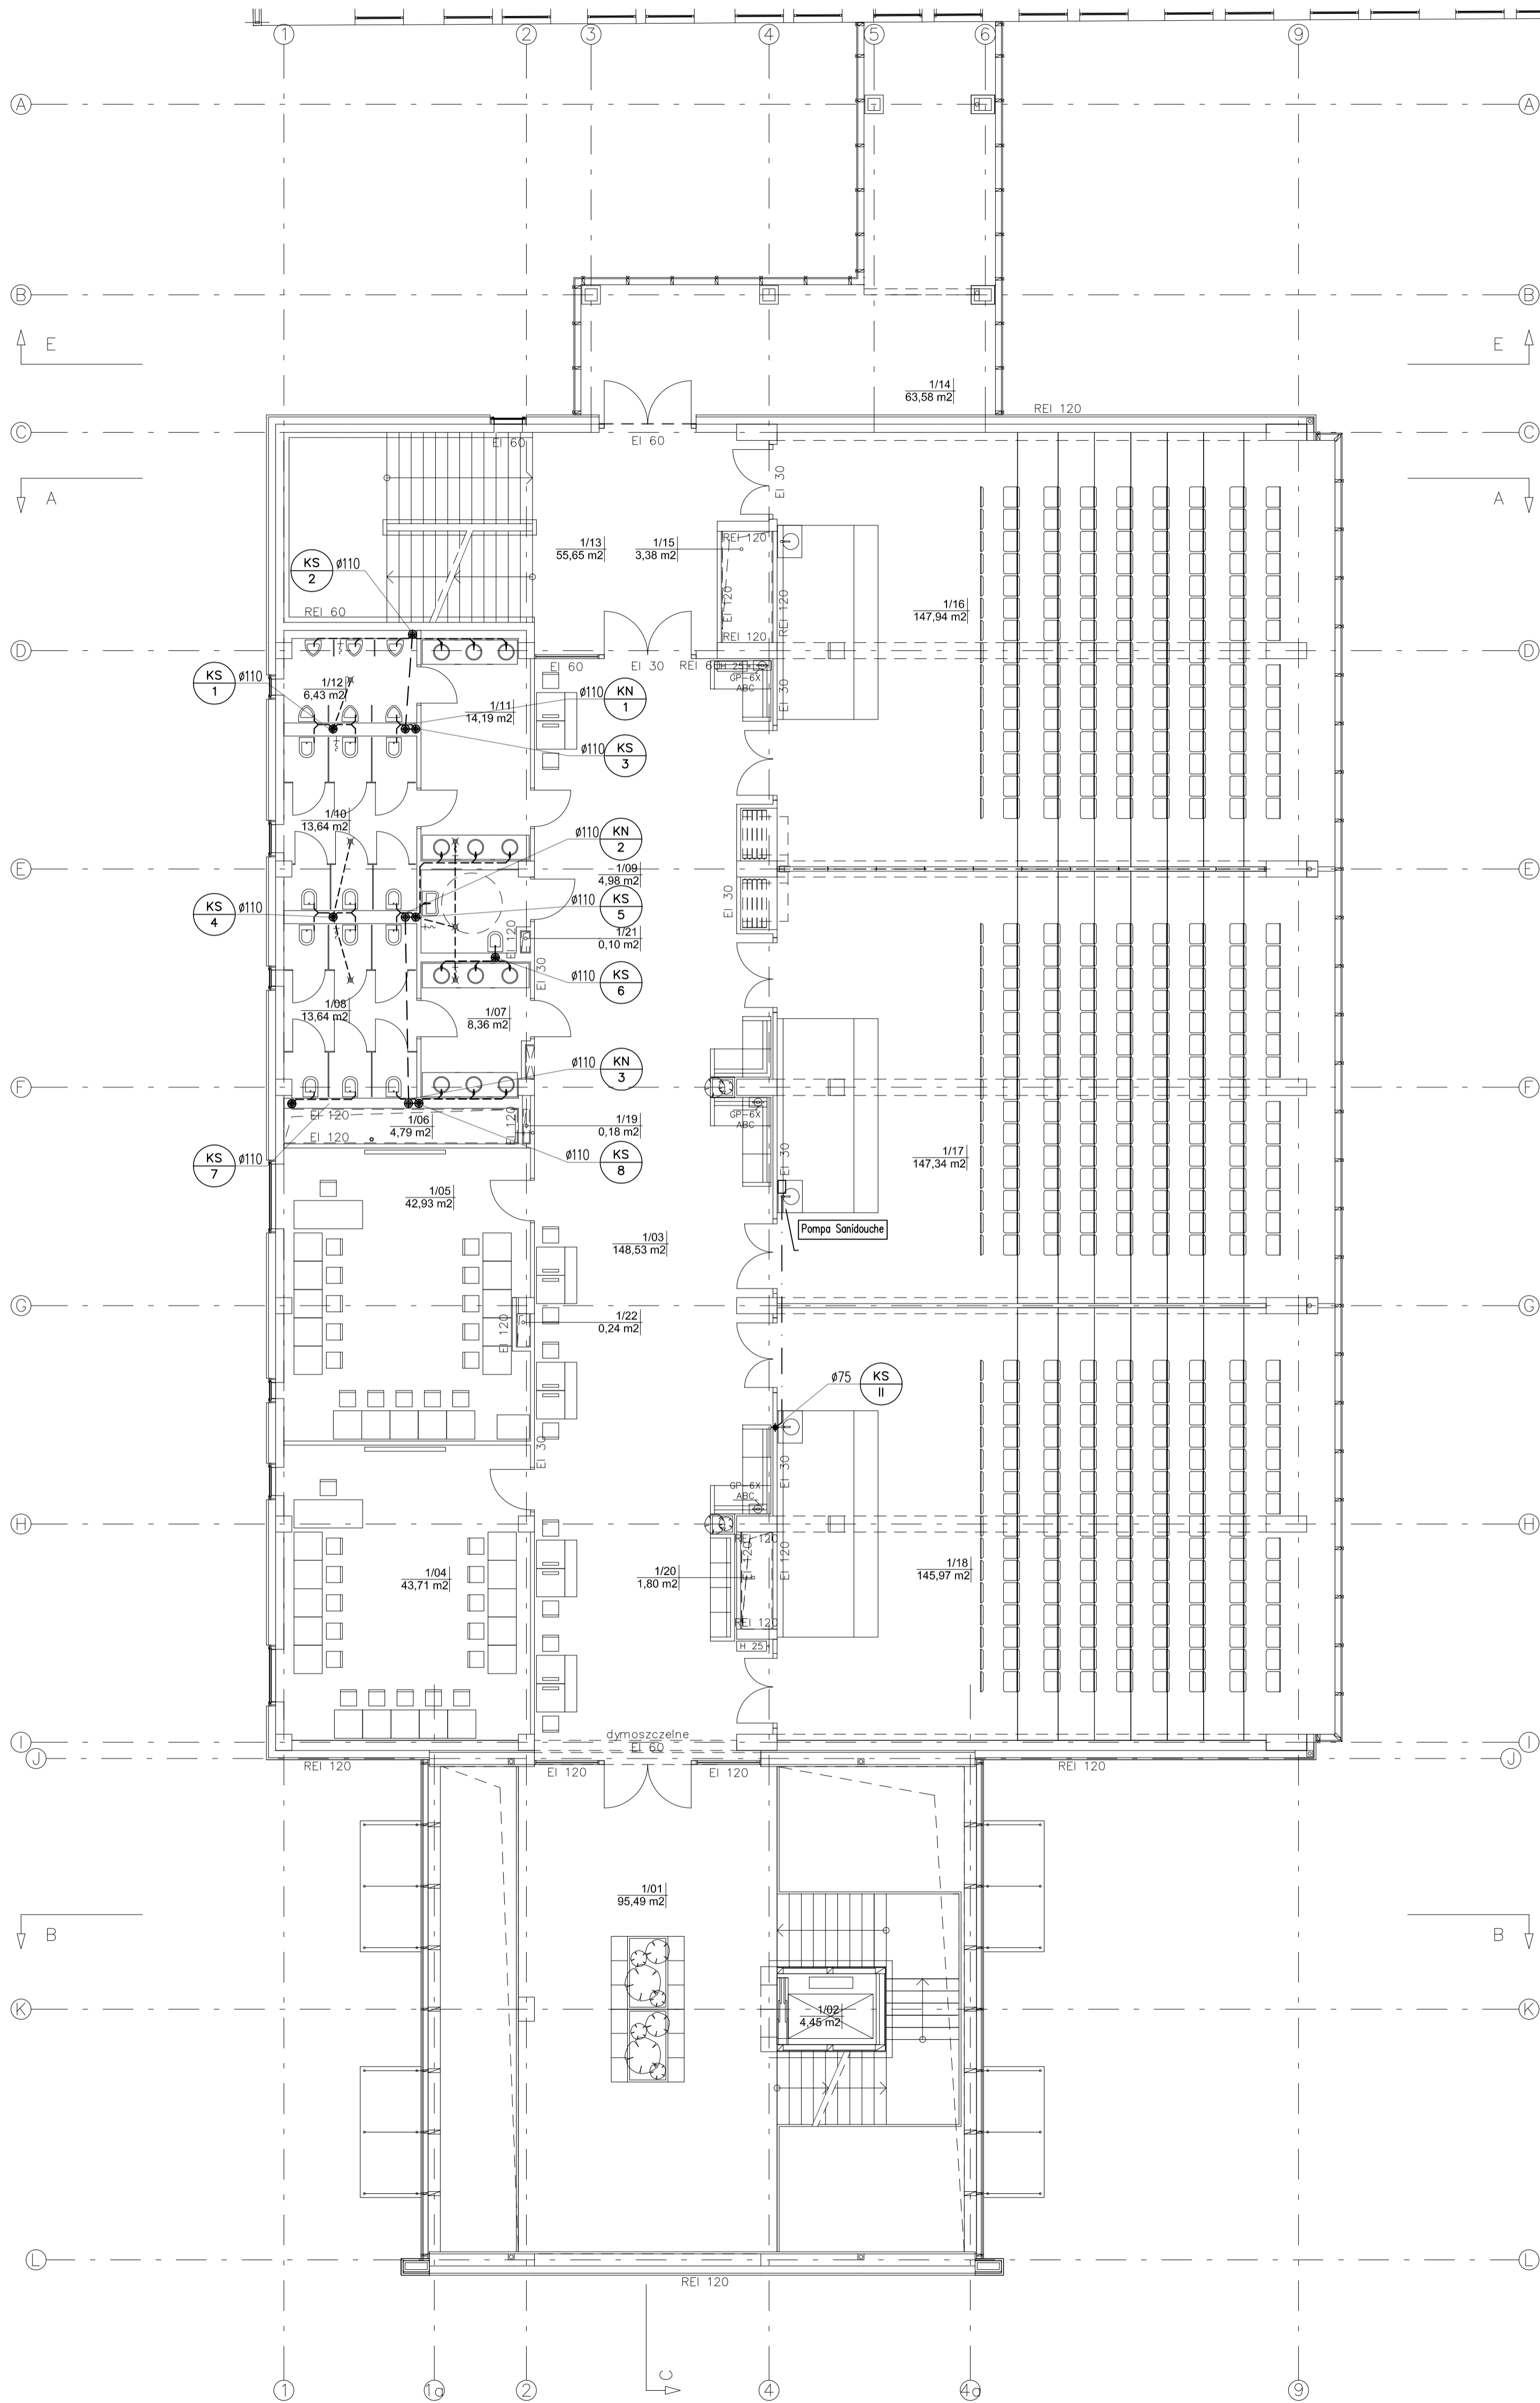 1
2
3
4
5
6
9
A
A
B
B
E
E
1/14
63,58 m2
REI 120
C
EI 60
EI 60
C
A
EI 30
A
1/13
55,65 m2
1/15
3,38 m2
REI 120
KS
2
ø110
EI 120
REI 120
REI 60
1/16
147,94 m2
REI 120
D
EI 60
EI 30
D
H 25
GP-6X
ABC
KS
1
ø110
1/12
6,43 m2
1/11
14,19 m2
ø110
KN
1
EI 30
ø110
KS
3
1/10
13,64 m2
ø110
KN
2
E
1/09
4,98 m2
E
KS
4
ø110
ø110
KS
5
EI 30
EI 120
1/21
0,10 m2
EI 30
ø110
KS
6
1/08
13,64 m2
1/07
8,36 m2
ø110
KN
3
F
F
EI 120
1/06
4,79 m2
EI 120
1/19
0,18 m2
GP-6X
ABC
EI 120
KS
7
ø110
ø110
KS
8
EI 30
1/17
147,34 m2
1/05
42,93 m2
Pompa Sanidouche
1/03
148,53 m2
G
G
EI 120
1/22
0,24 m2
ø75
KS
II
EI 30
EI 30
GP-6X
ABC
H
H
REI 120
EI 120
EI 120
1/04
43,71 m2
1/20
1,80 m2
1/18
145,97 m2
REI 120
H 25
dymoszczelne
EI 60
I
I
J
J
REI 120
EI 120
EI 120
REI 120
1/01
95,49 m2
B
B
K
1/02
4,45 m2
K
L
L
REI 120
C
1
1a
2
4
4a
9